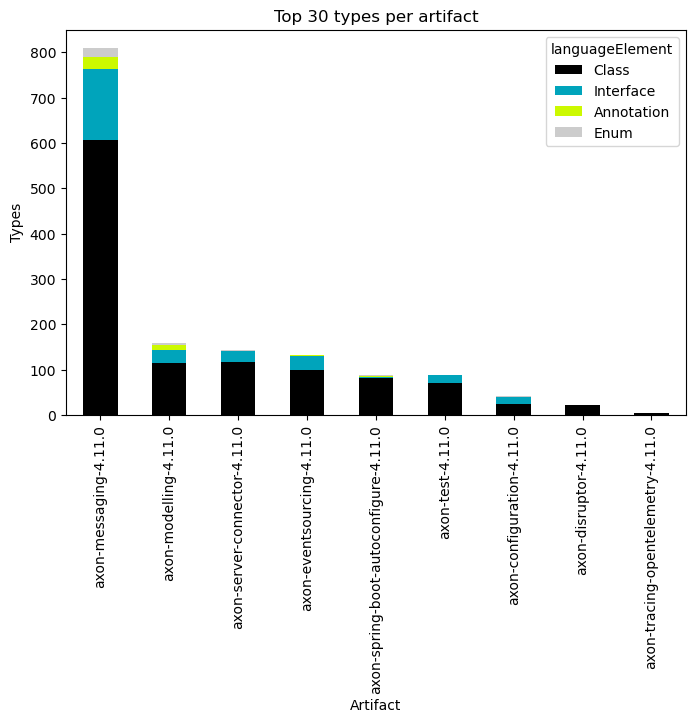 Top 30 types per artifact
languageElement
Class
Interface
Annotation
Enum
Types
800
700
600
500
400
300
200
100
0
axon-messaging-4.11.0
axon-modelling-4.11.0
axon-server-connector-4.11.0
axon-eventsourcing-4.11.0
axon-spring-boot-autoconfigure-4.11.0
axon-test-4.11.0
axon-configuration-4.11.0
axon-disruptor-4.11.0
axon-tracing-opentelemetry-4.11.0
Artifact